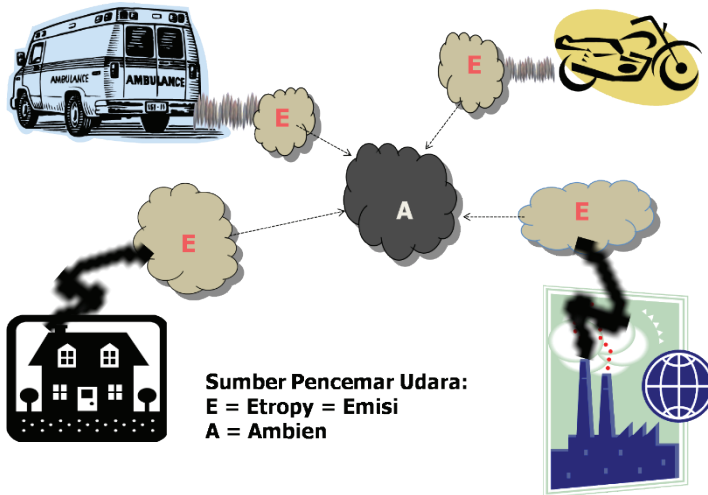 AMBULANCE
AMBULANCE
E
E
A
E
E
Sumber Pencemar Udara:
E = Etropy = Emisi
A = Ambien